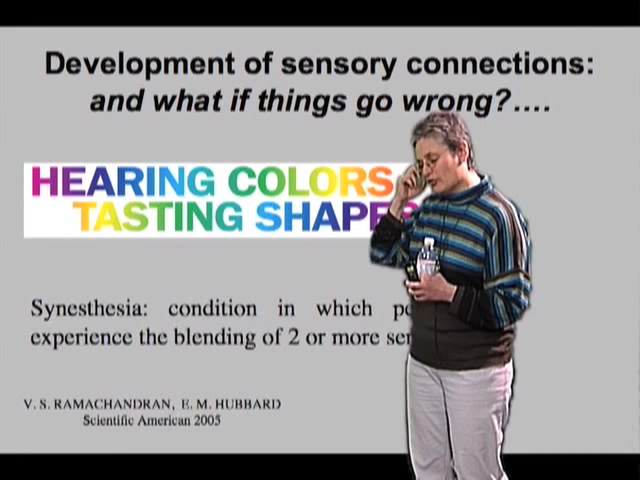 Development of sensory connections:
and what if things go wrong?....
HEARING COLORS
TASTING SHAPES
Synesthesia: condition in which
experience the blending of 2 or more
V. S. RAMACHANDRAN, E. M. HUBBARD
Scientific American 2005